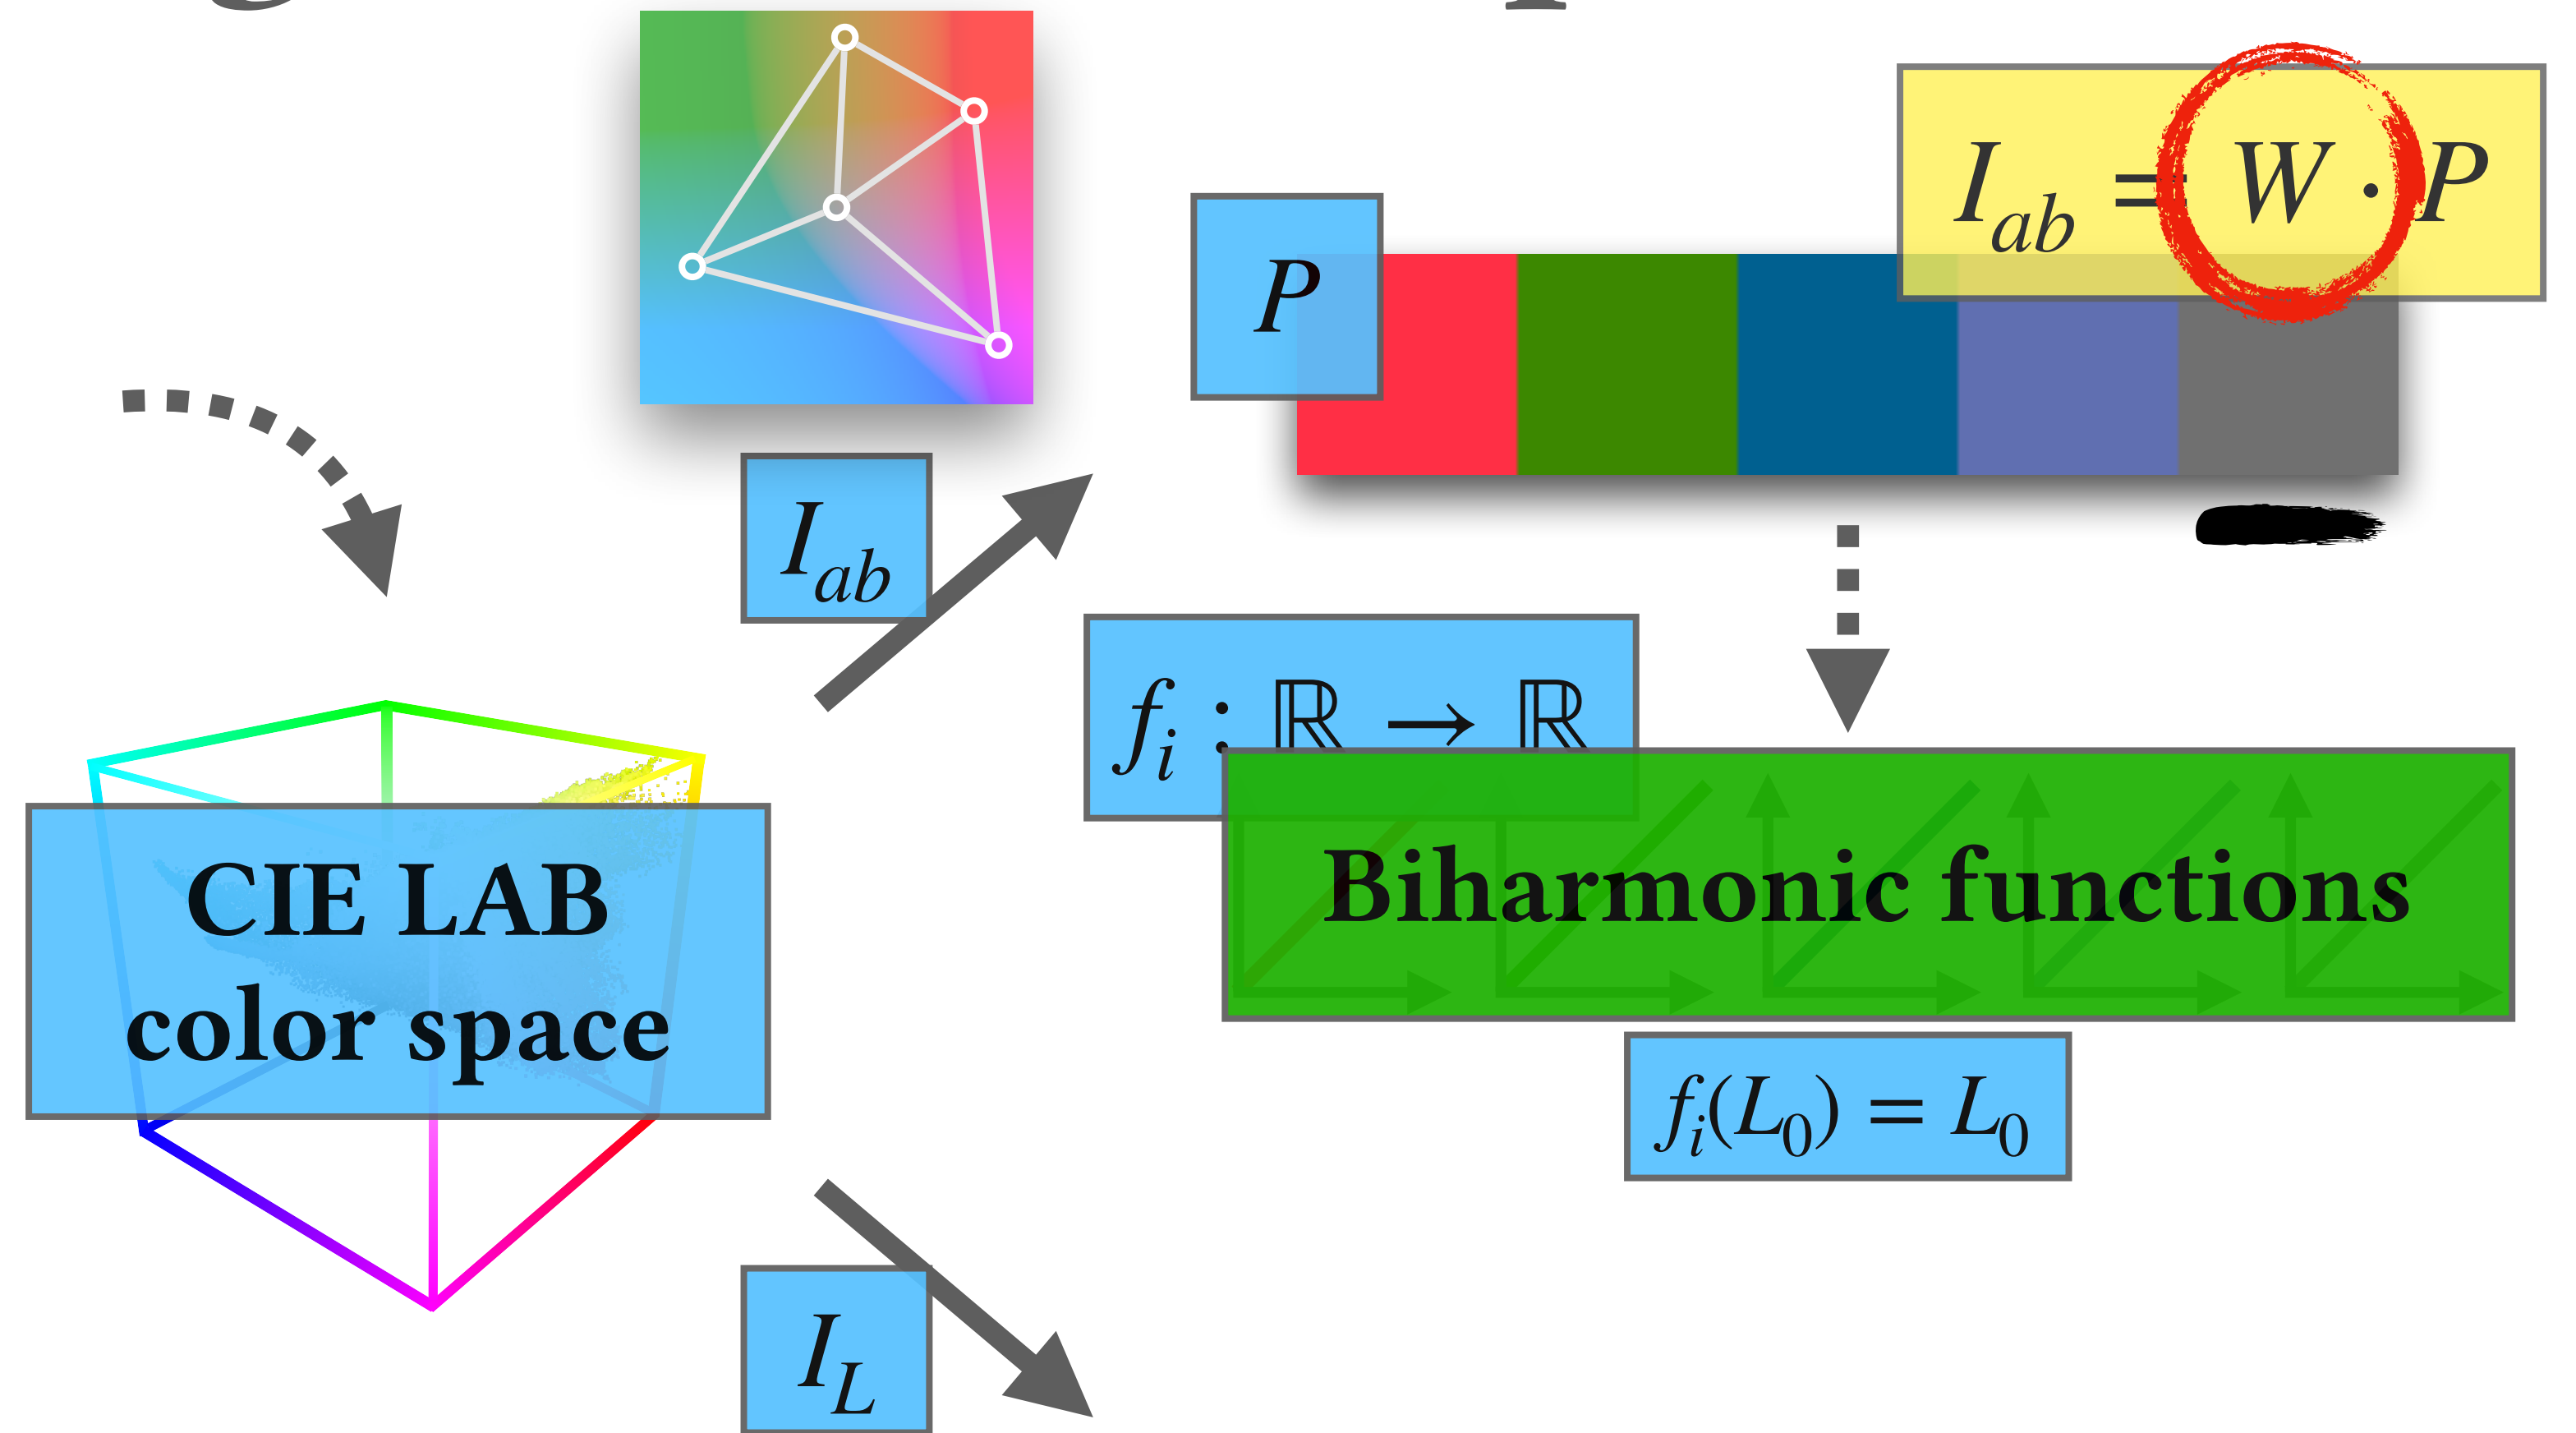 I_ab = W · P
P
I_ab
f_i : ℝ → ℝ
Biharmonic functions
CIE LAB
color space
f_i(L_0) = L_0
I_L